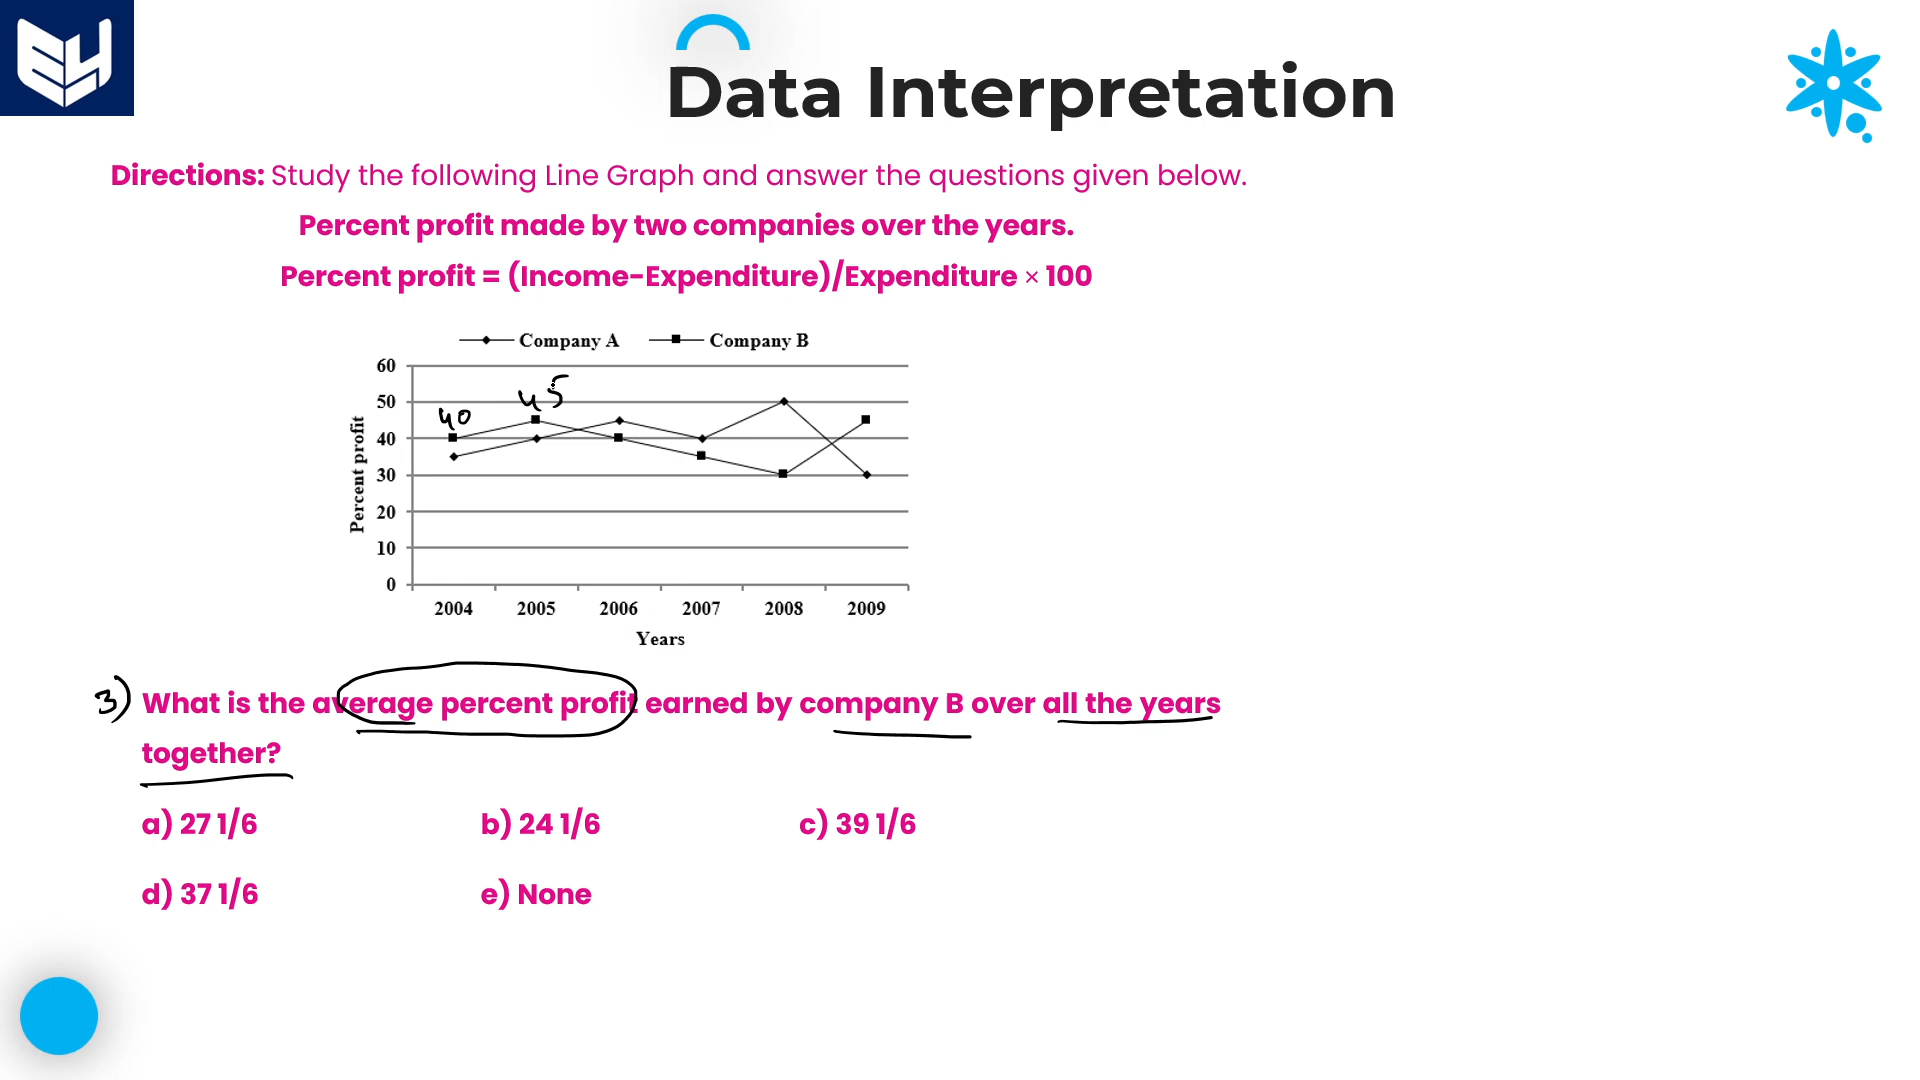 Data Interpretation
Directions: Study the following Line Graph and answer the questions given below.
Percent profit made by two companies over the years.
Percent profit = (Income-Expenditure)/Expenditure × 100
Company A Company B
60
50
40
30
20
10
0
Percent profit
40 45
2004 2005 2006 2007 2008 2009
Years
3) What is the average percent profit earned by company B over all the years
together?
a) 27 1/6 b) 24 1/6 c) 39 1/6
d) 37 1/6 e) None